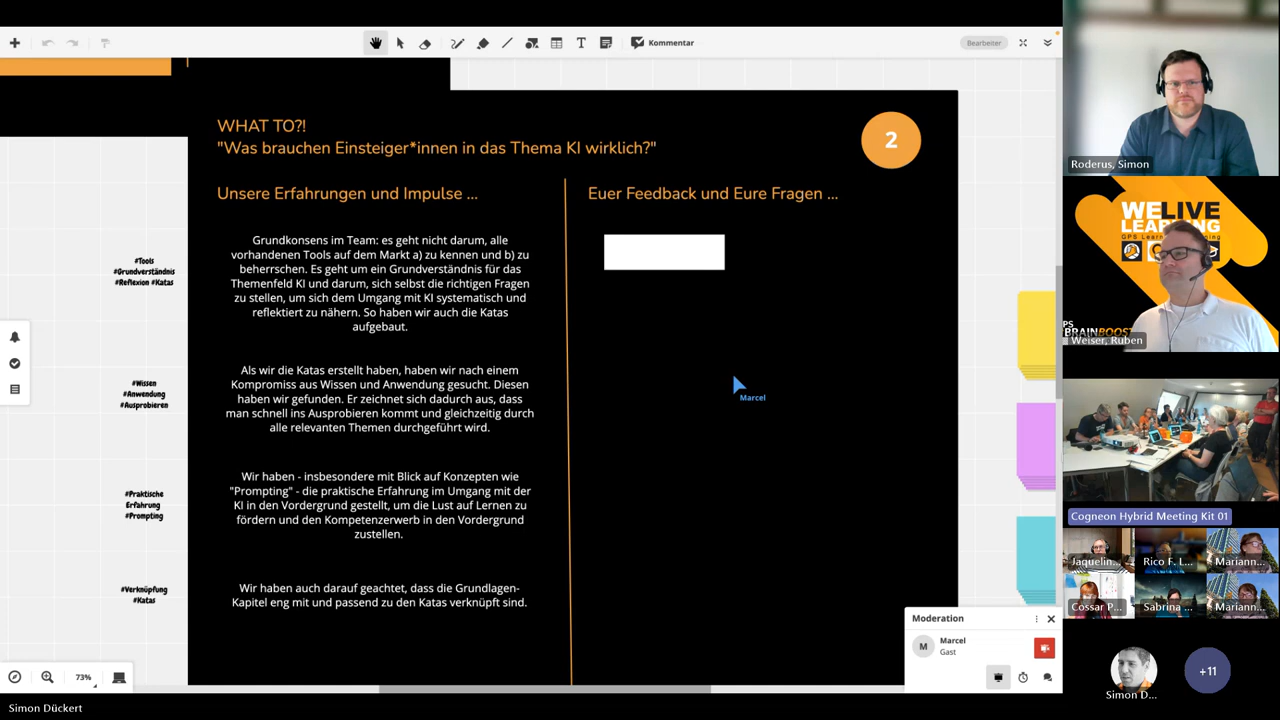 Kommentar
Bearbeiter
WHAT TO?!
"Was brauchen Einsteiger*innen in das Thema KI wirklich?"
2
Unsere Erfahrungen und Impulse ...
Euer Feedback und Eure Fragen ...
#Tools
#Grundverständnis
#Reflexion #Katas
Grundkonsens im Team: es geht nicht darum, alle
vorhandenen Tools auf dem Markt a) zu kennen und b) zu
beherrschen. Es geht um ein Grundverständnis für das
Themenfeld KI und darum, sich selbst die richtigen Fragen
zu stellen, um sich dem Umgang mit KI systematisch und
reflektiert zu nähern. So haben wir auch die Katas
aufgebaut.
#Wissen
#Anwendung
#Ausprobieren
Als wir die Katas erstellt haben, haben wir nach einem
Kompromiss aus Wissen und Anwendung gesucht. Diesen
haben wir gefunden. Er zeichnet sich dadurch aus, dass
man schnell ins Ausprobieren kommt und gleichzeitig durch
alle relevanten Themen durchgeführt wird.
Marcel
#Praktische
Erfahrung
#Prompting
Wir haben - insbesondere mit Blick auf Konzepten wie
"Prompting" - die praktische Erfahrung im Umgang mit der
KI in den Vordergrund gestellt, um die Lust auf Lernen zu
fördern und den Kompetenzerwerb in den Vordergrund
zustellen.
#Verknüpfung
#Katas
Wir haben auch darauf geachtet, dass die Grundlagen-
Kapitel eng mit und passend zu den Katas verknüpft sind.
Moderation
M
Marcel
Gast
73%
Simon Dückert
Roderus, Simon
WE LIVE
LEARNING
PS
BRAINBOOST
Weiser, Ruben
Cogneon Hybrid Meeting Kit 01
Jaquelin...
Rico F. L...
Mariann...
Cossar P...
Sabrina ...
Mariann...
Simon D...
+11